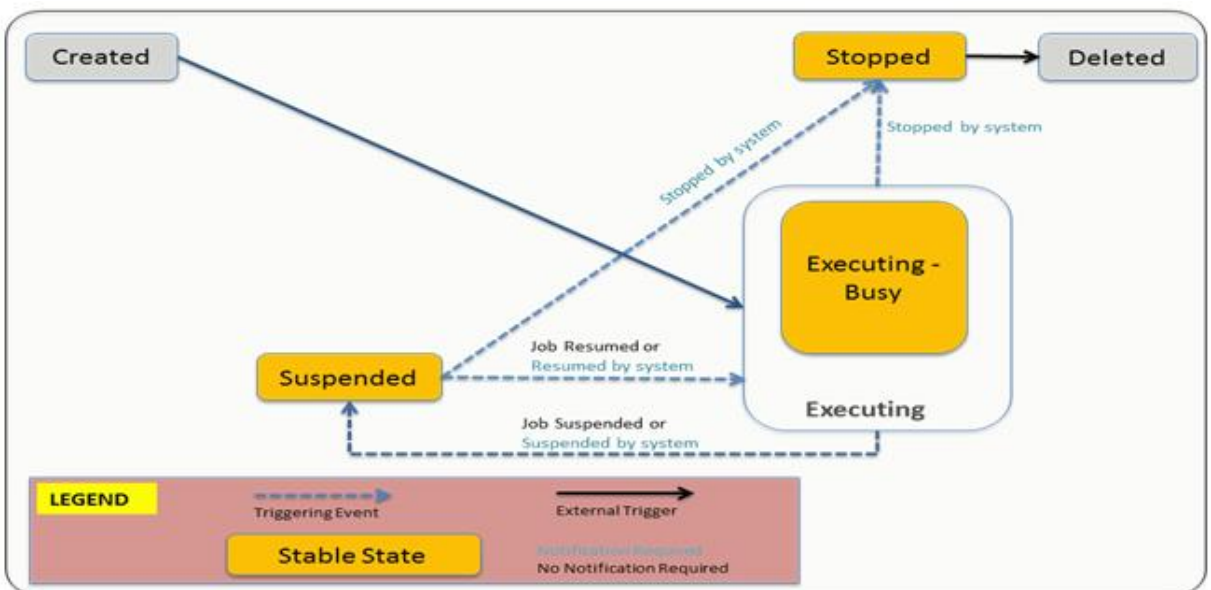 Created
Stopped
Deleted
Stopped by system
Stopped by system
Executing -
Busy
Job Resumed or
Resumed by system
Suspended
Executing
Job Suspended or
Suspended by system
LEGEND
Triggering Event
External Trigger
Stable State
Notification Required
No Notification Required